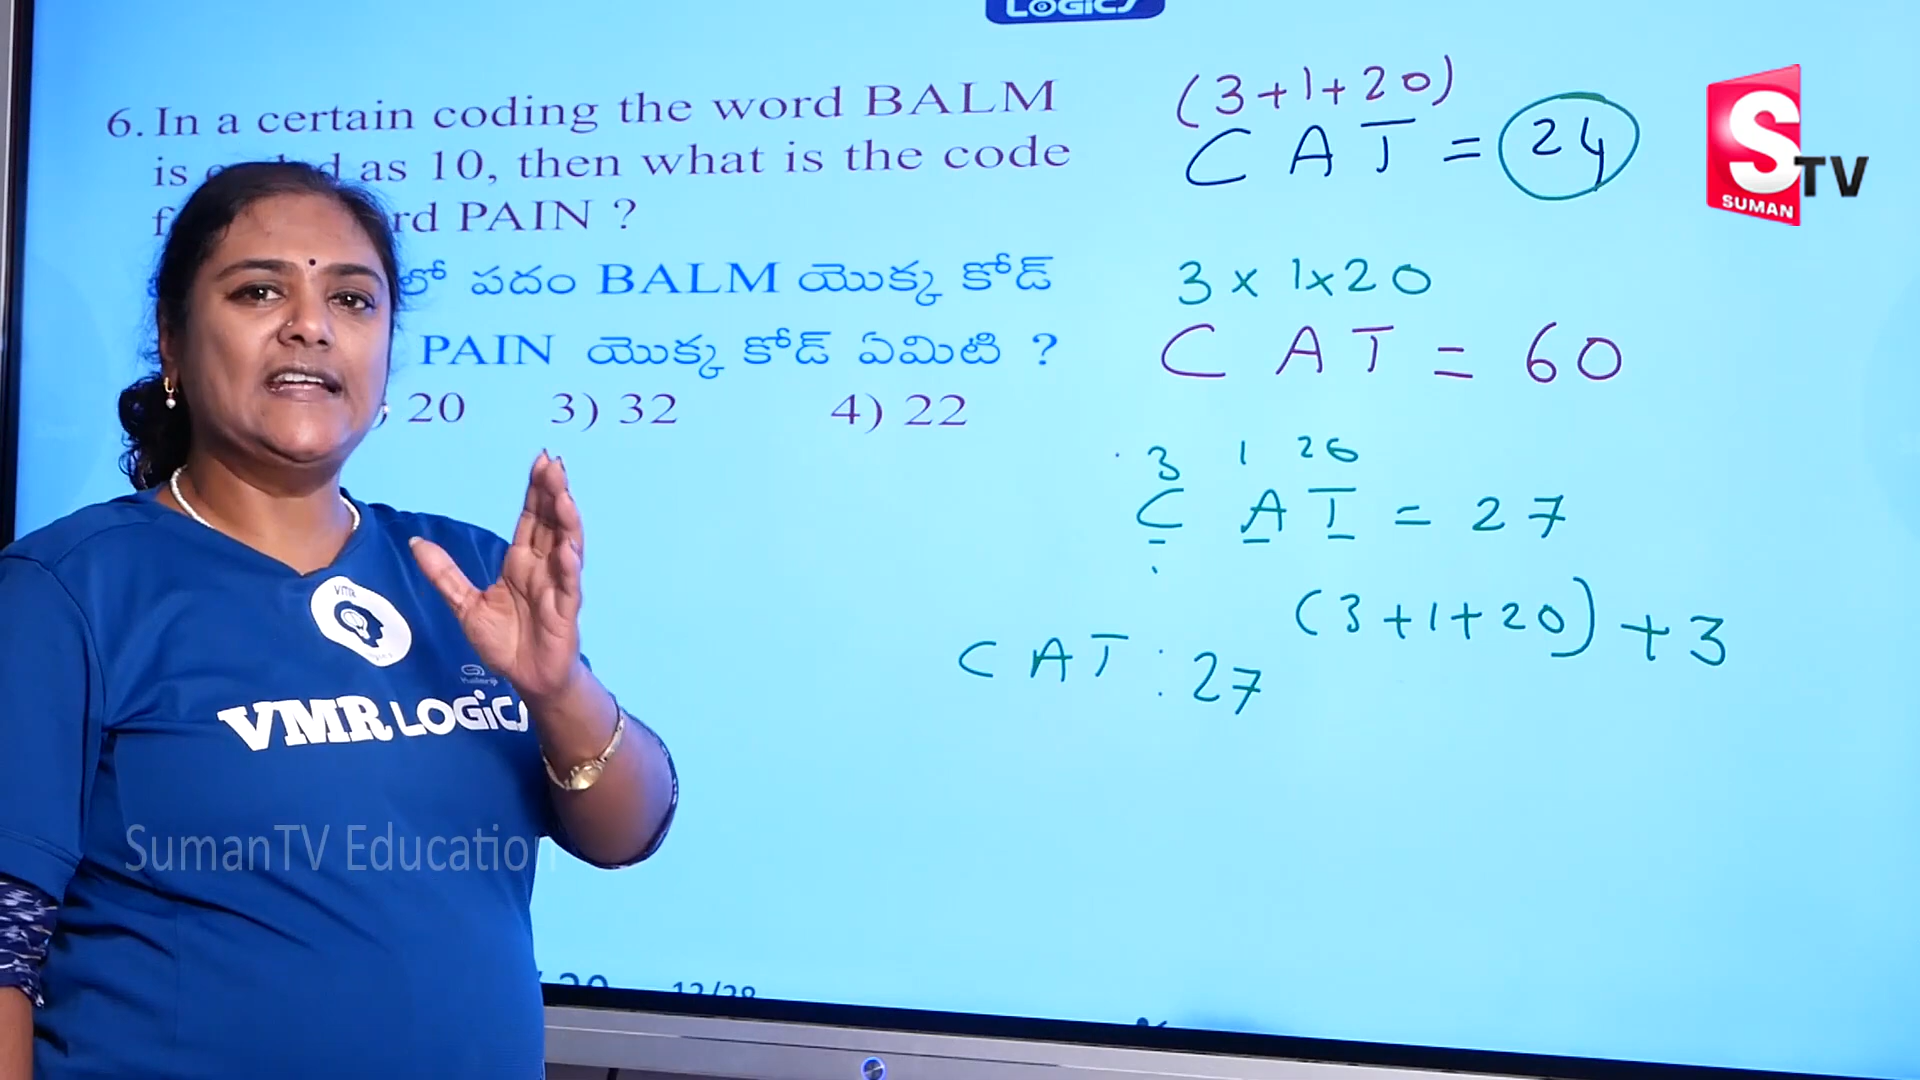 LOGICS
6. In a certain coding the word BALM
is as 10, then what is the code
PAIN ?
పదం BALM యొక్క కోడ్
PAIN యొక్క కోడ్ ఏమిటి ?
20 3) 32 4) 22
(3+1+20)
CAT = 24
3 x 1x20
CAT = 60
3 1 26
CAT = 27
(3+1+20) + 3
CAT : 27
S TV
SUMAN
VMR
VMR LOGICS
SumanTV Education